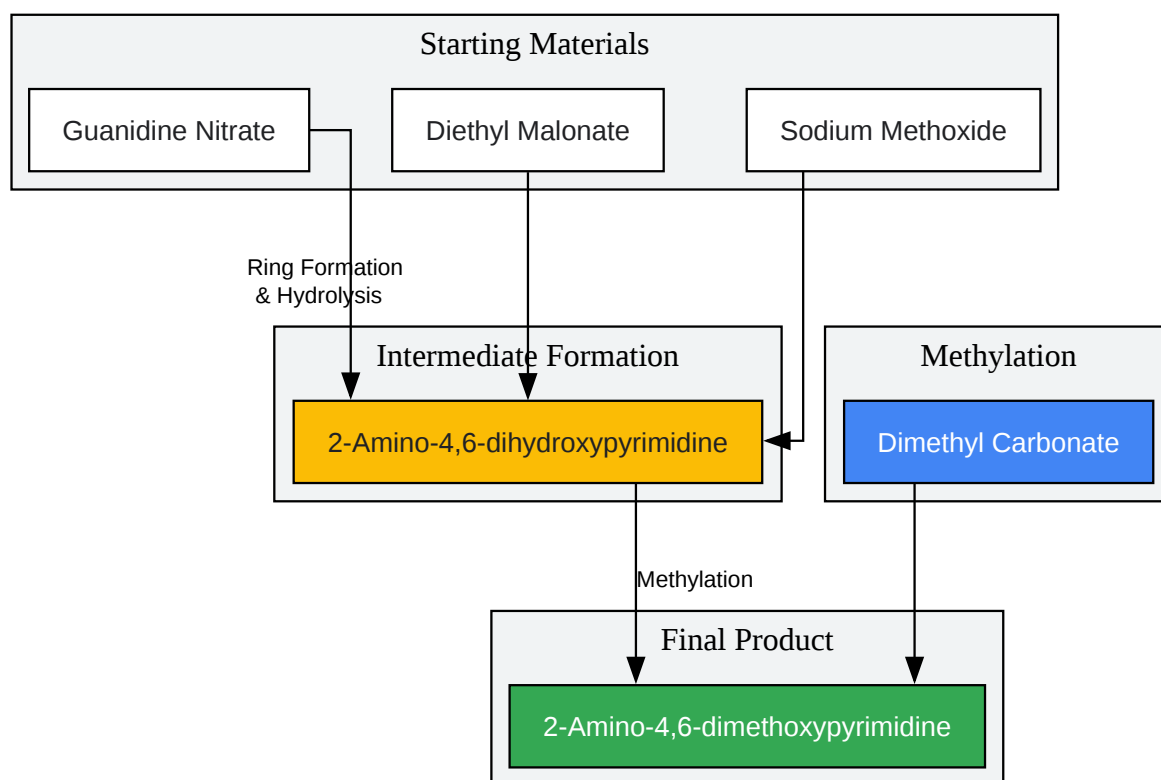 Starting Materials
Guanidine Nitrate
Diethyl Malonate
Sodium Methoxide
Ring Formation
& Hydrolysis
Intermediate Formation
2-Amino-4,6-dihydroxypyrimidine
Methylation
Dimethyl Carbonate
Methylation
Final Product
2-Amino-4,6-dimethoxypyrimidine